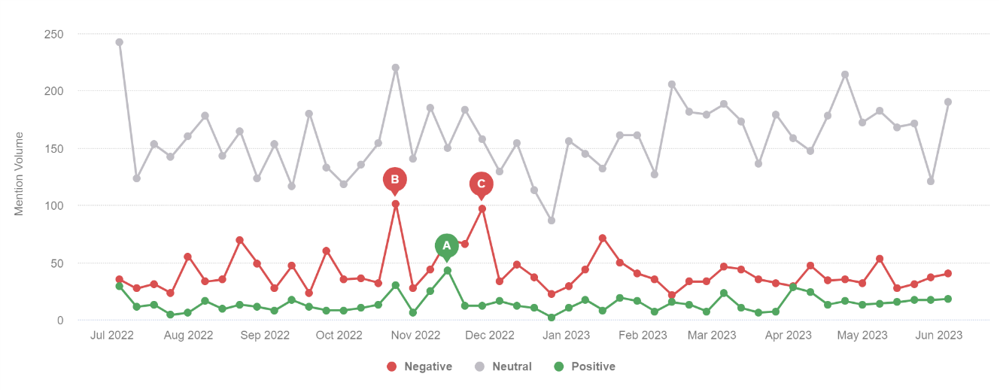 Mention Volume
250
200
150
100
50
0
B
C
A
Jul 2022 Aug 2022 Sep 2022 Oct 2022 Nov 2022 Dec 2022 Jan 2023 Feb 2023 Mar 2023 Apr 2023 May 2023 Jun 2023
Negative Neutral Positive